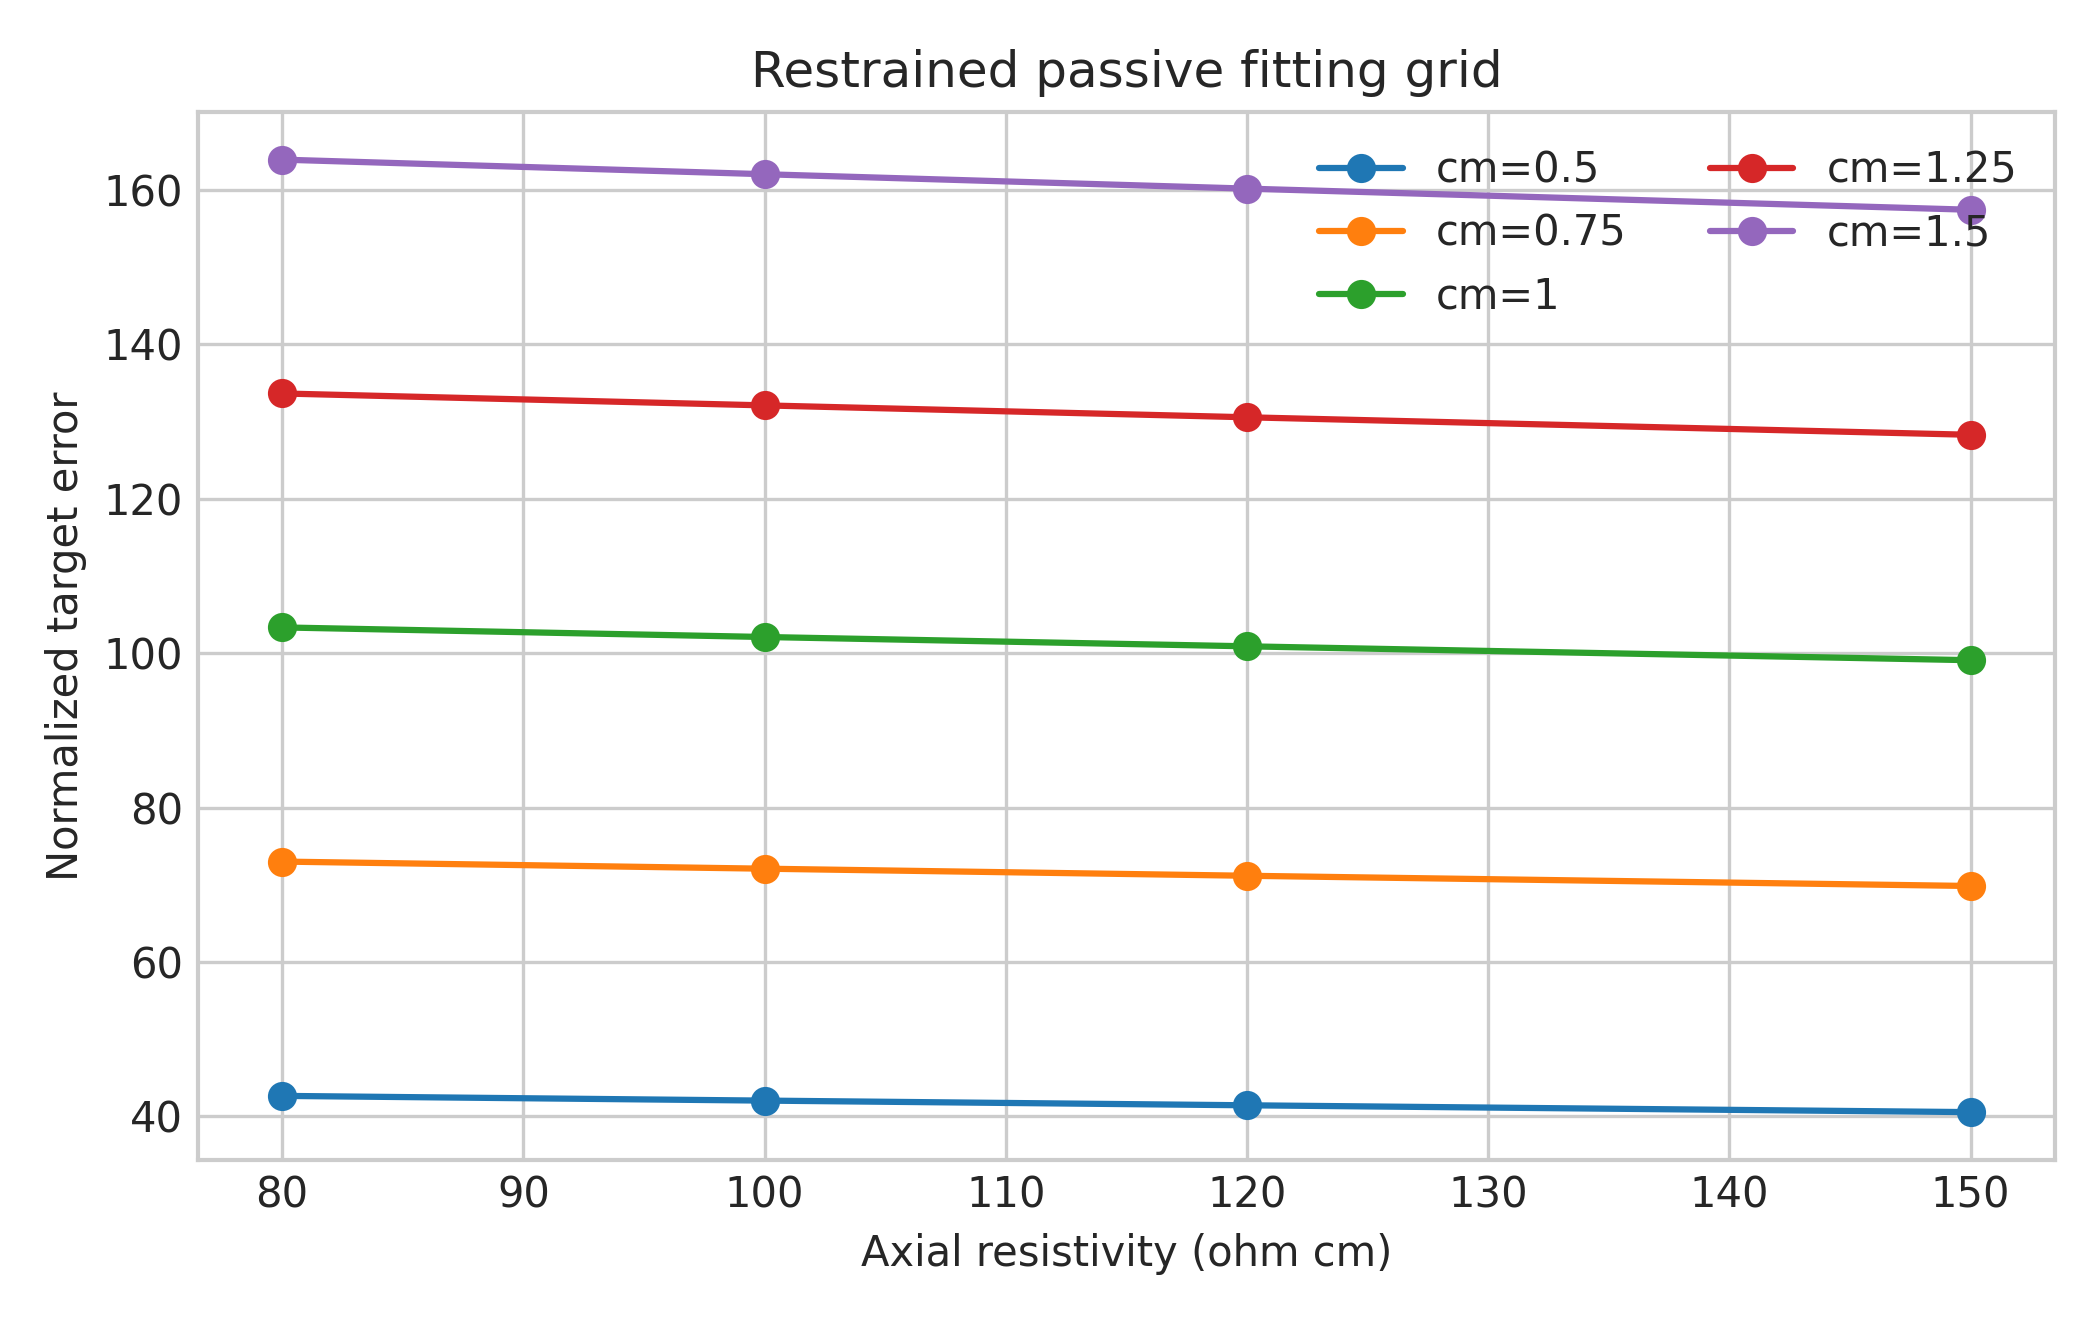 Restrained passive fitting grid
cm=0.5
cm=0.75
cm=1
cm=1.25
cm=1.5
Normalized target error
160
140
120
100
80
60
40
80 90 100 110 120 130 140 150
Axial resistivity (ohm cm)